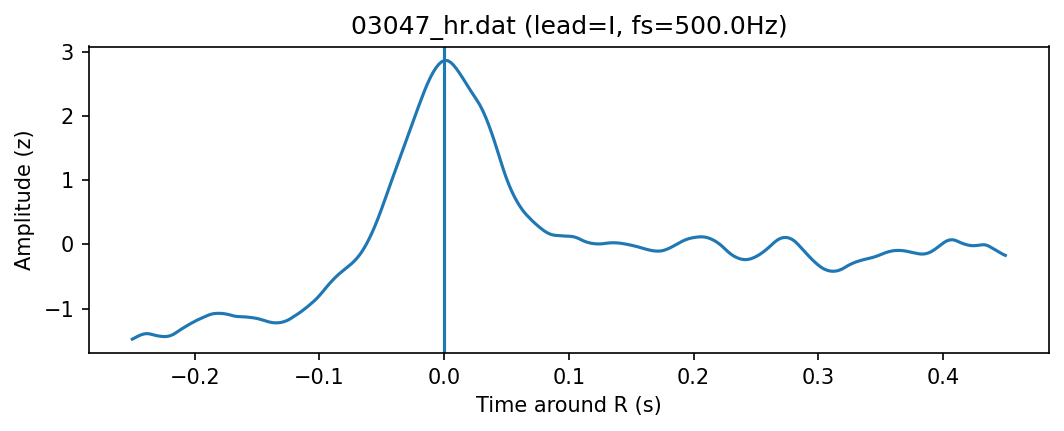 03047_hr.dat (lead=I, fs=500.0Hz)
3
2
1
0
−1
Amplitude (z)
−0.2 −0.1 0.0 0.1 0.2 0.3 0.4
Time around R (s)